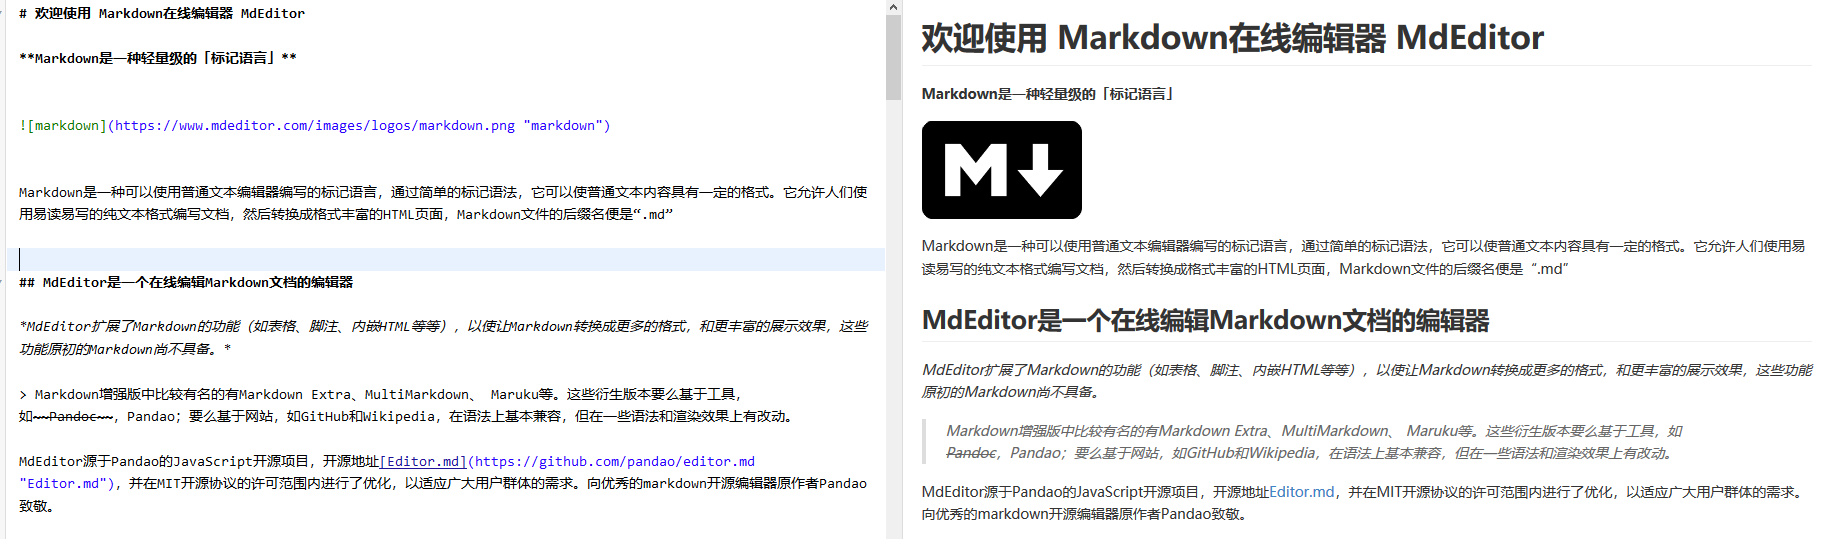 # 欢迎使用 Markdown在线编辑器 MdEditor
**Markdown是一种轻量级的「标记语言」**
![markdown](https://www.mdeditor.com/images/logos/markdown.png "markdown")
Markdown是一种可以使用普通文本编辑器编写的标记语言，通过简单的标记语法，它可以使普通文本内容具有一定的格式。它允许人们使
用易读易写的纯文本格式编写文档，然后转换成格式丰富的HTML页面，Markdown文件的后缀名便是“.md”
## MdEditor是一个在线编辑Markdown文档的编辑器
*MdEditor扩展了Markdown的功能（如表格、脚注、内嵌HTML等等），以使让Markdown转换成更多的格式，和更丰富的展示效果，这些
功能原初的Markdown尚不具备。*
> Markdown增强版中比较有名的有Markdown Extra、MultiMarkdown、 Maruku等。这些衍生版本要么基于工具，
如~~Pandoc~~，Pandao；要么基于网站，如GitHub和Wikipedia，在语法上基本兼容，但在一些语法和渲染效果上有改动。
MdEditor源于Pandao的JavaScript开源项目，开源地址[Editor.md](https://github.com/pandao/editor.md
"Editor.md")，并在MIT开源协议的许可范围内进行了优化，以适应广大用户群体的需求。向优秀的markdown开源编辑器原作者Pandao
致敬。
欢迎使用 Markdown在线编辑器 MdEditor
Markdown是一种轻量级的「标记语言」
M
Markdown是一种可以使用普通文本编辑器编写的标记语言，通过简单的标记语法，它可以使普通文本内容具有一定的格式。它允许人们使用易
读易写的纯文本格式编写文档，然后转换成格式丰富的HTML页面，Markdown文件的后缀名便是“.md”
MdEditor是一个在线编辑Markdown文档的编辑器
MdEditor扩展了Markdown的功能（如表格、脚注、内嵌HTML等等），以使让Markdown转换成更多的格式，和更丰富的展示效果，这些功能
原初的Markdown尚不具备。
Markdown增强版中比较有名的有Markdown Extra、MultiMarkdown、 Maruku等。这些衍生版本要么基于工具，如
Pandoc，Pandao；要么基于网站，如GitHub和Wikipedia，在语法上基本兼容，但在一些语法和渲染效果上有改动。
MdEditor源于Pandao的JavaScript开源项目，开源地址Editor.md，并在MIT开源协议的许可范围内进行了优化，以适应广大用户群体的需求。
向优秀的markdown开源编辑器原作者Pandao致敬。